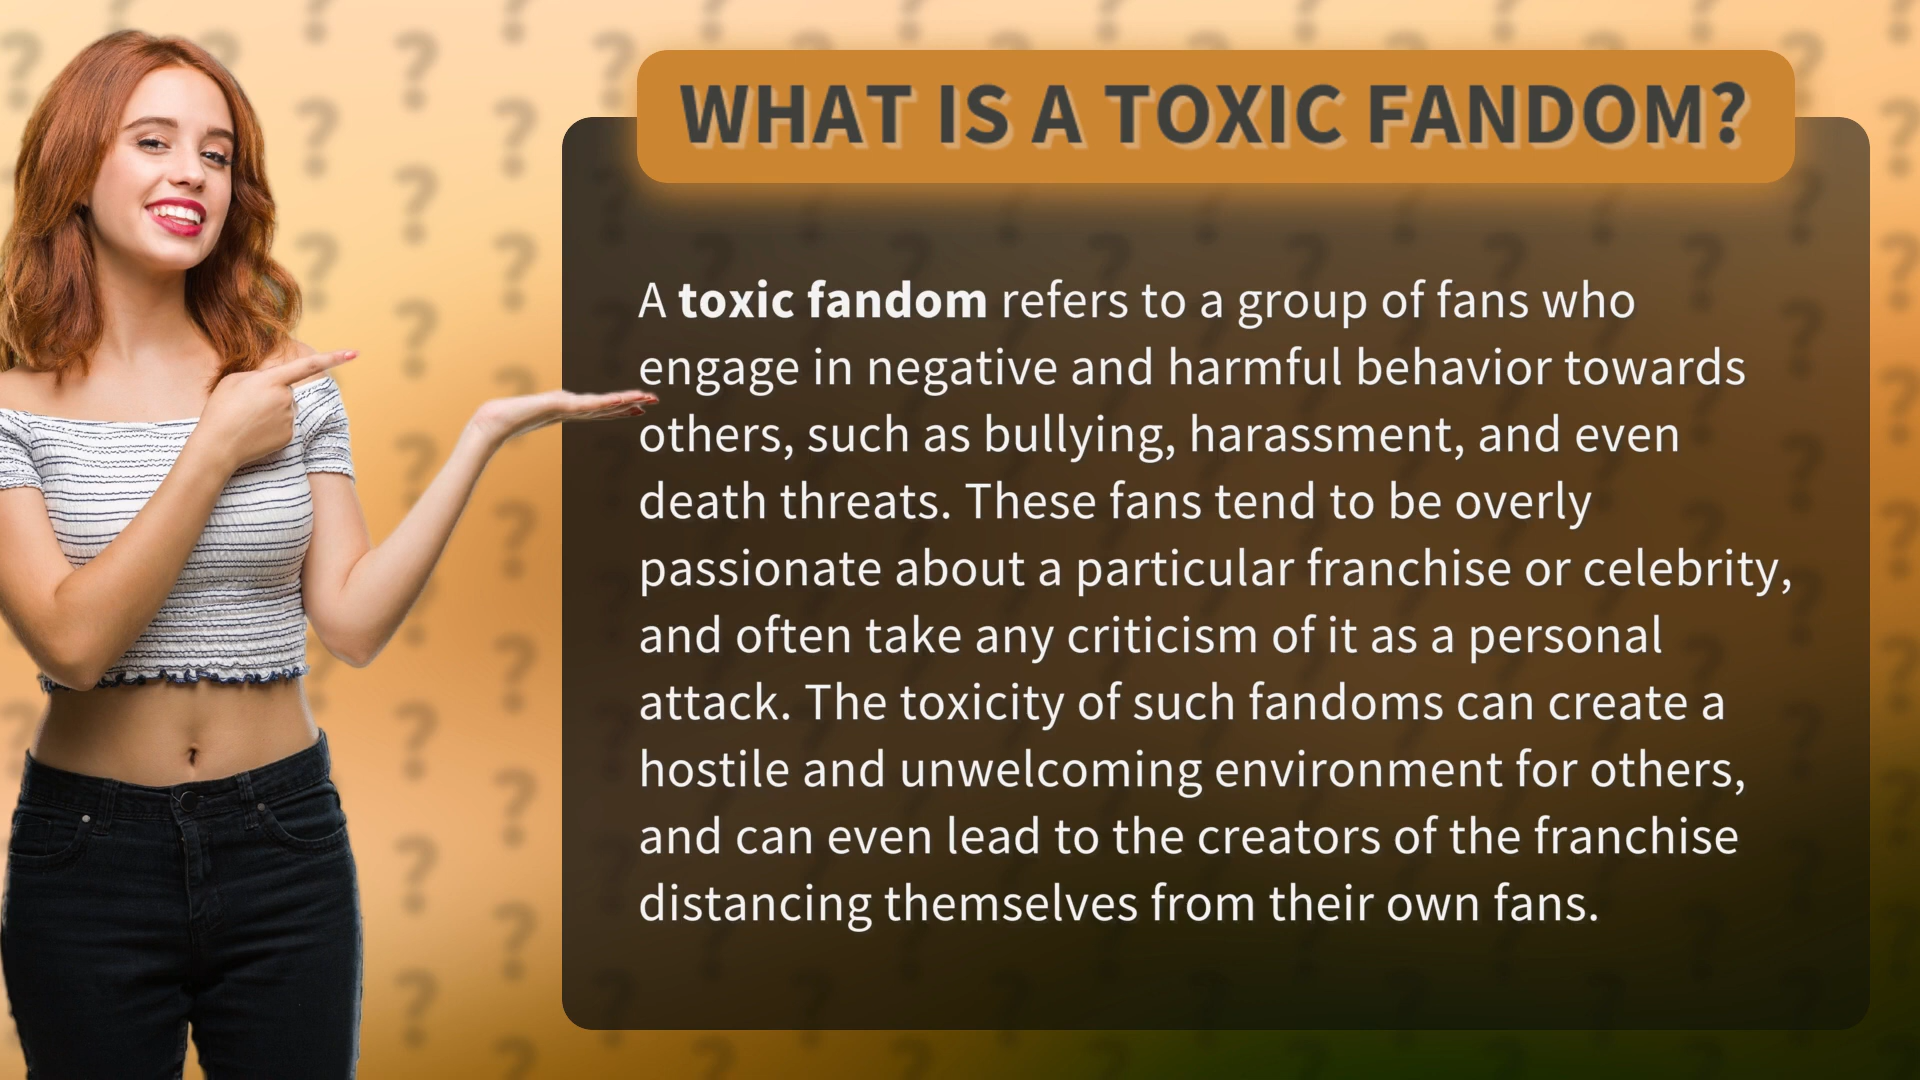 WHAT IS A TOXIC FANDOM?
A toxic fandom refers to a group of fans who
engage in negative and harmful behavior towards
others, such as bullying, harassment, and even
death threats. These fans tend to be overly
passionate about a particular franchise or celebrity,
and often take any criticism of it as a personal
attack. The toxicity of such fandoms can create a
hostile and unwelcoming environment for others,
and can even lead to the creators of the franchise
distancing themselves from their own fans.